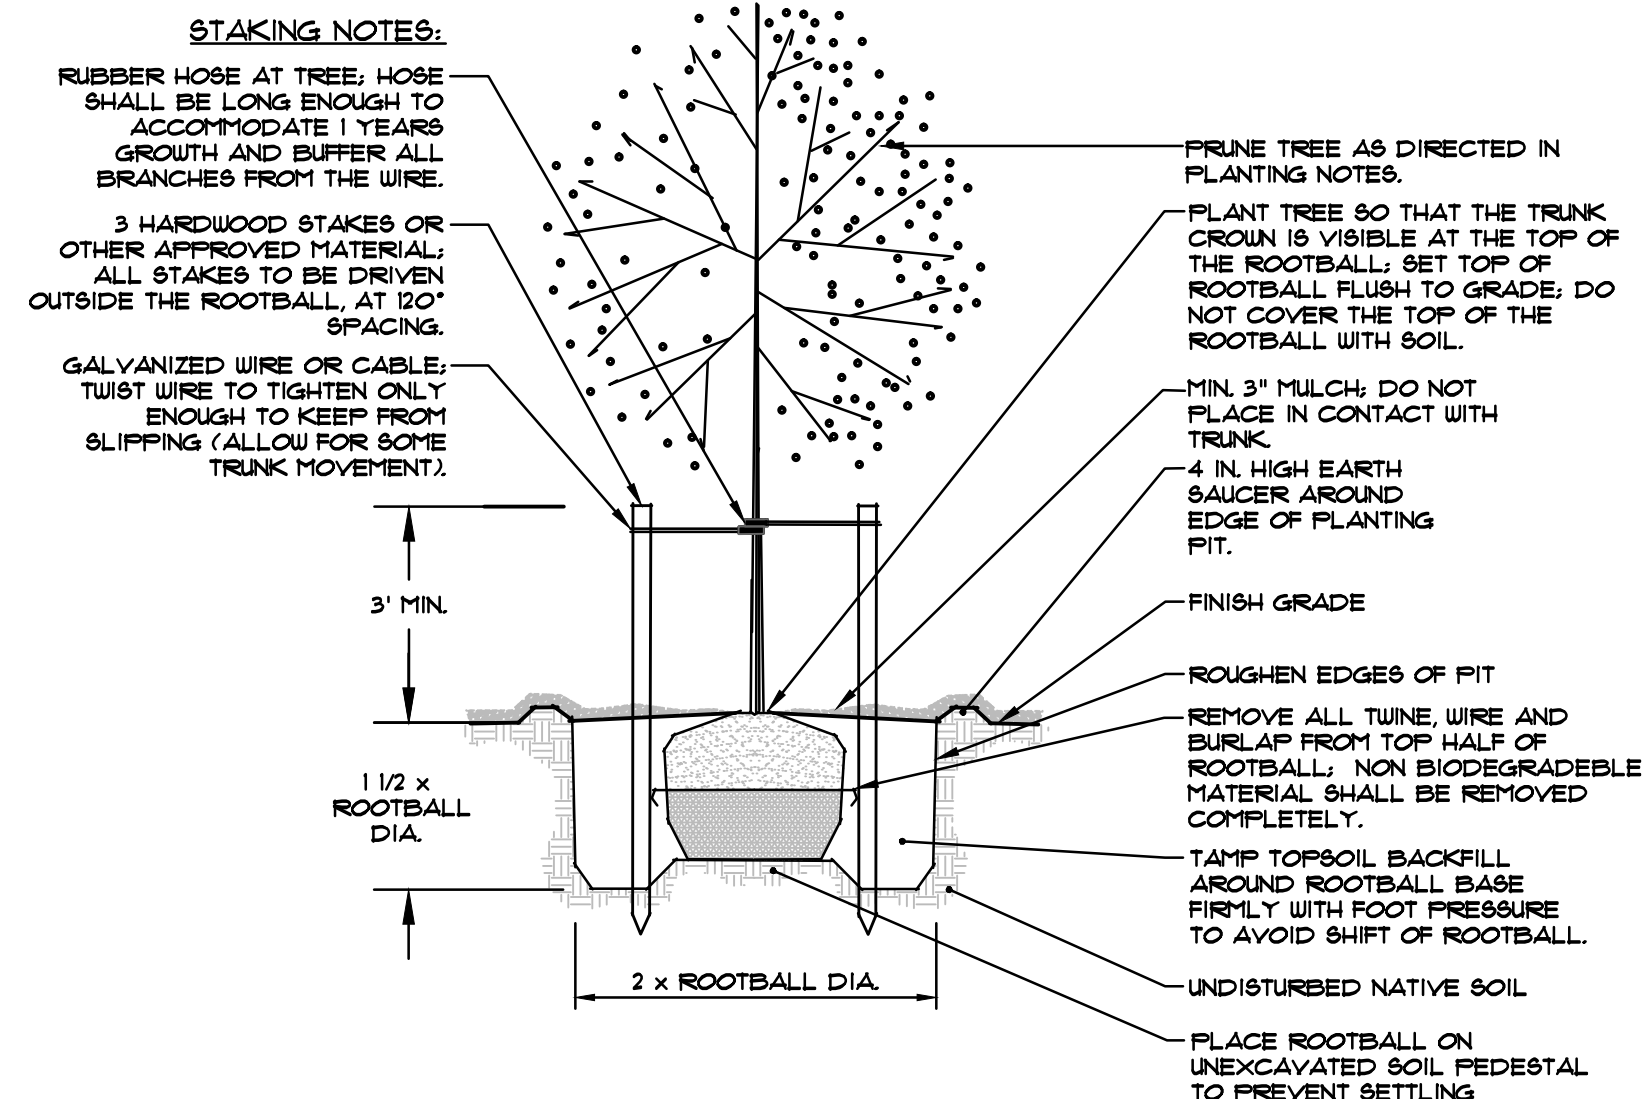 STAKING NOTES:
RUBBER HOSE AT TREE; HOSE
SHALL BE LONG ENOUGH TO
ACCOMMODATE 1 YEARS
GROWTH AND BUFFER ALL
BRANCHES FROM THE WIRE.
3 HARDWOOD STAKES OR
OTHER APPROVED MATERIAL;
ALL STAKES TO BE DRIVEN
OUTSIDE THE ROOTBALL, AT 120°
SPACING.
GALVANIZED WIRE OR CABLE;
TWIST WIRE TO TIGHTEN ONLY
ENOUGH TO KEEP FROM
SLIPPING (ALLOW FOR SOME
TRUNK MOVEMENT).
3' MIN.
1 1/2 x
ROOTBALL
DIA.
2 x ROOTBALL DIA.
PRUNE TREE AS DIRECTED IN
PLANTING NOTES.
PLANT TREE SO THAT THE TRUNK
CROWN IS VISIBLE AT THE TOP OF
THE ROOTBALL; SET TOP OF
ROOTBALL FLUSH TO GRADE; DO
NOT COVER THE TOP OF THE
ROOTBALL WITH SOIL.
MIN. 3" MULCH; DO NOT
PLACE IN CONTACT WITH
TRUNK.
4 IN. HIGH EARTH
SAUCER AROUND
EDGE OF PLANTING
PIT.
FINISH GRADE
ROUGHEN EDGES OF PIT
REMOVE ALL TWINE, WIRE AND
BURLAP FROM TOP HALF OF
ROOTBALL;  NON BIODEGRADEBLE
MATERIAL SHALL BE REMOVED
COMPLETELY.
TAMP TOPSOIL BACKFILL
AROUND ROOTBALL BASE
FIRMLY WITH FOOT PRESSURE
TO AVOID SHIFT OF ROOTBALL.
UNDISTURBED NATIVE SOIL
PLACE ROOTBALL ON
UNEXCAVATED SOIL PEDESTAL
TO PREVENT SETTLING